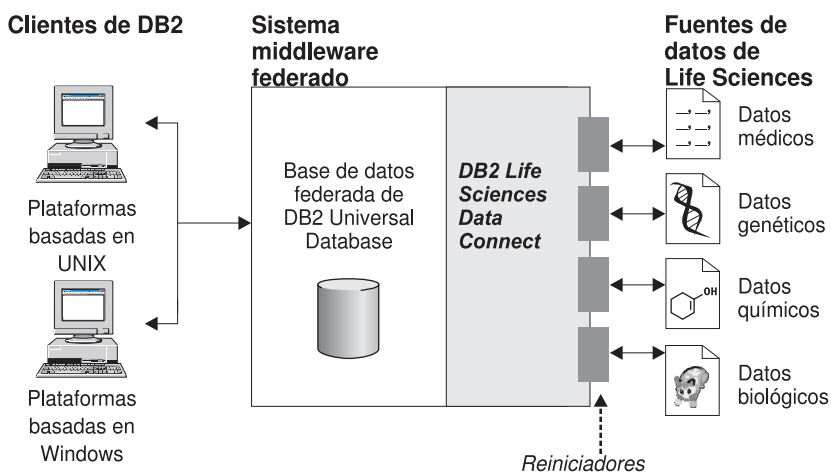 Clientes de DB2
Sistema
middleware
federado
Fuentes de
datos de
Life Sciences
Plataformas
basadas en
UNIX
Plataformas
basadas en
Windows
Base de datos
federada de
DB2 Universal
Database
DB2 Life
Sciences
Data
Connect
Datos
médicos
Datos
genéticos
OH
Datos
químicos
Datos
biológicos
Reiniciadores